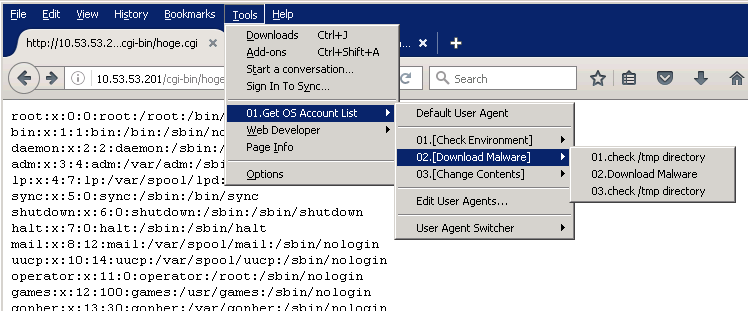 File Edit View History Bookmarks Tools Help
http://10.53.53.2...cgi-bin/hoge.cgi
10.53.53.201/cgi-bin/hoge
Search
Downloads Ctrl+J
Add-ons Ctrl+Shift+A
Start a conversation...
Sign In To Sync...
01.Get OS Account List
Web Developer
Page Info
Options
Default User Agent
01.[Check Environment]
02.[Download Malware]
03.[Change Contents]
Edit User Agents...
User Agent Switcher
01.check /tmp directory
02.Download Malware
03.check /tmp directory
root:x:0:0:root:/root:/bin/
bin:x:1:1:bin:/bin:/sbin/no
daemon:x:2:2:daemon:/sbin:/
adm:x:3:4:adm:/var/adm:/sbi
lp:x:4:7:lp:/var/spool/lpd:
sync:x:5:0:sync:/sbin:/bin/sync
shutdown:x:6:0:shutdown:/sbin:/sbin/shutdown
halt:x:7:0:halt:/sbin:/sbin/halt
mail:x:8:12:mail:/var/spool/mail:/sbin/nologin
uucp:x:10:14:uucp:/var/spool/uucp:/sbin/nologin
operator:x:11:0:operator:/root:/sbin/nologin
games:x:12:100:games:/usr/games:/sbin/nologin
gopher:x:13:30:gopher:/var/gopher:/sbin/nologin